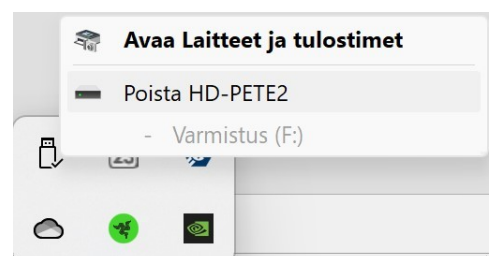 Avaa Laitteet ja tulostimet
Poista HD-PETE2
- Varmistus (F:)